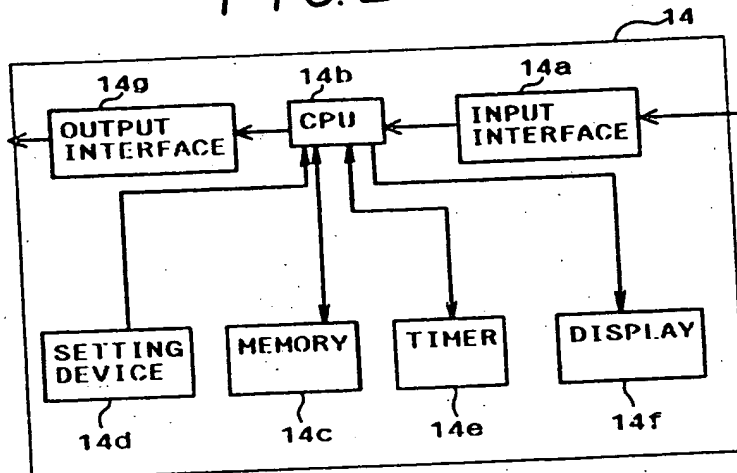 14
14g
14b
14a
OUTPUT
INTERFACE
CPU
INPUT
INTERFACE
SETTING
DEVICE
MEMORY
TIMER
DISPLAY
14d
14c
14e
14f